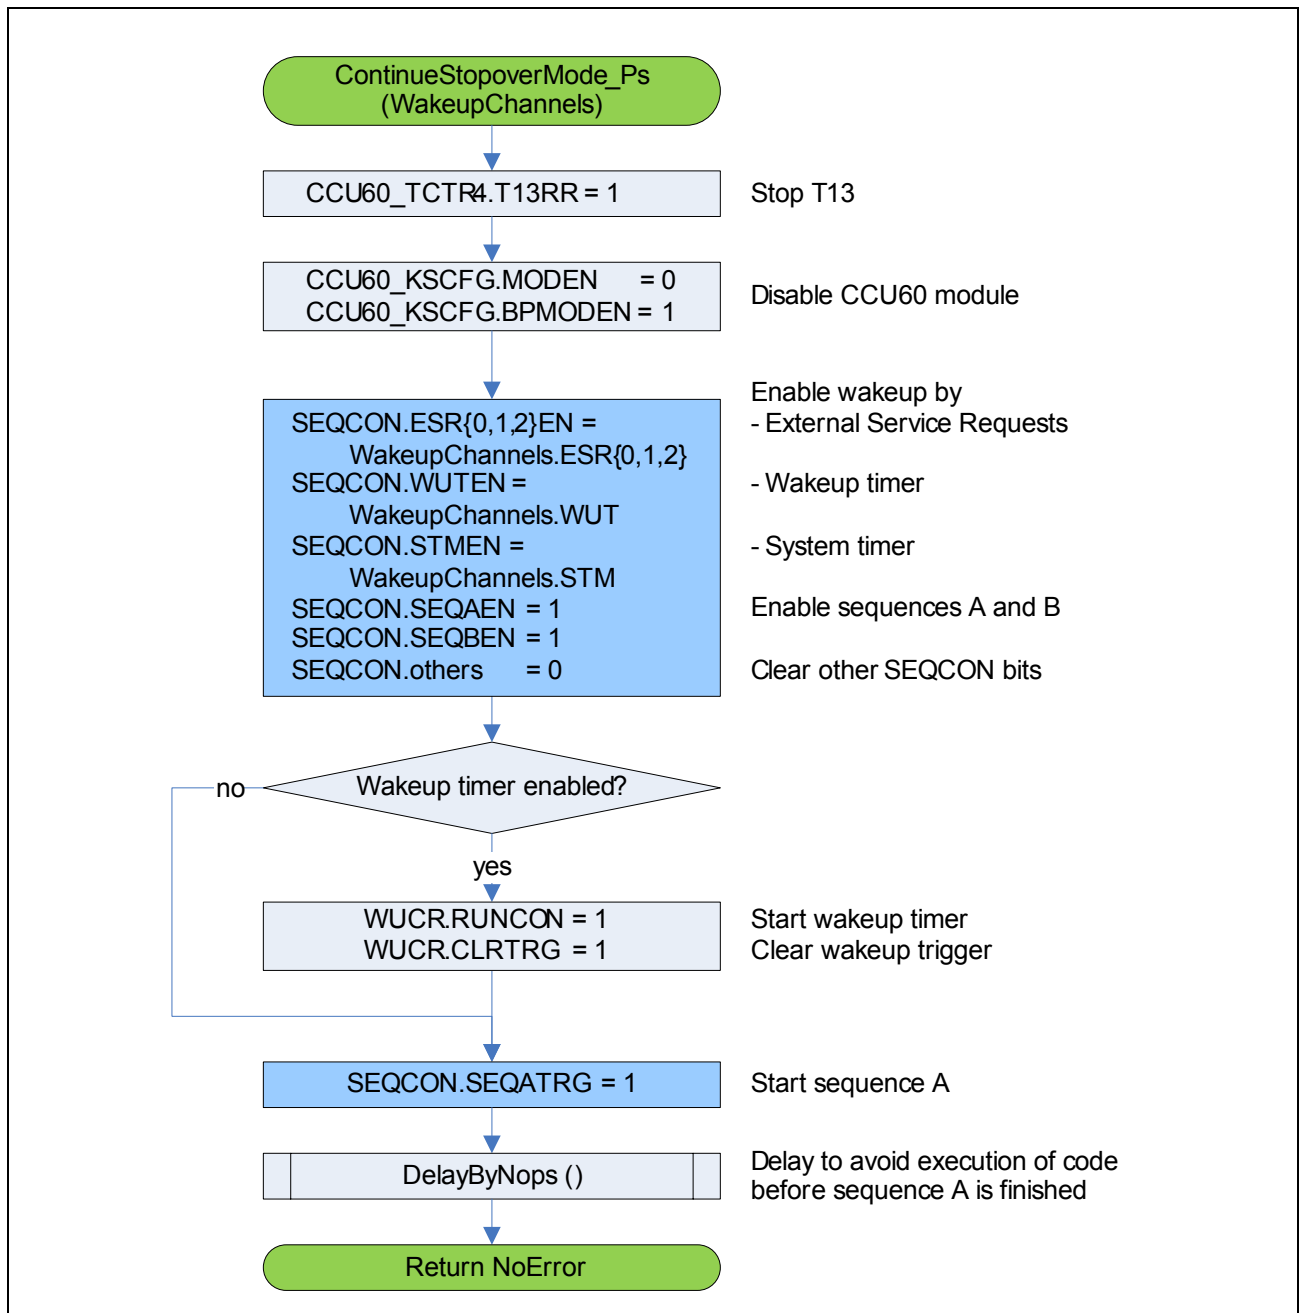 ContinueStopoverMode_Ps
(WakeupChannels)
CCU60_TCTR4.T13RR = 1
Stop T13
CCU60_KSCFG.MODEN = 0
CCU60_KSCFG.BPMODEN = 1
Disable CCU60 module
Enable wakeup by
SEQCON.ESR{0,1,2}EN =
- External Service Requests
WakeupChannels.ESR{0,1,2}
SEQCON.WUTEN =
- Wakeup timer
WakeupChannels.WUT
SEQCON.STMEN =
- System timer
WakeupChannels.STM
SEQCON.SEQAEN = 1
Enable sequences A and B
SEQCON.SEQBEN = 1
SEQCON.others = 0
Clear other SEQCON bits
Wakeup timer enabled?
no
yes
WUCR.RUNCON = 1
Start wakeup timer
WUCR.CLRTRG = 1
Clear wakeup trigger
SEQCON.SEQATRG = 1
Start sequence A
DelayByNops ()
Delay to avoid execution of code
before sequence A is finished
Return NoError